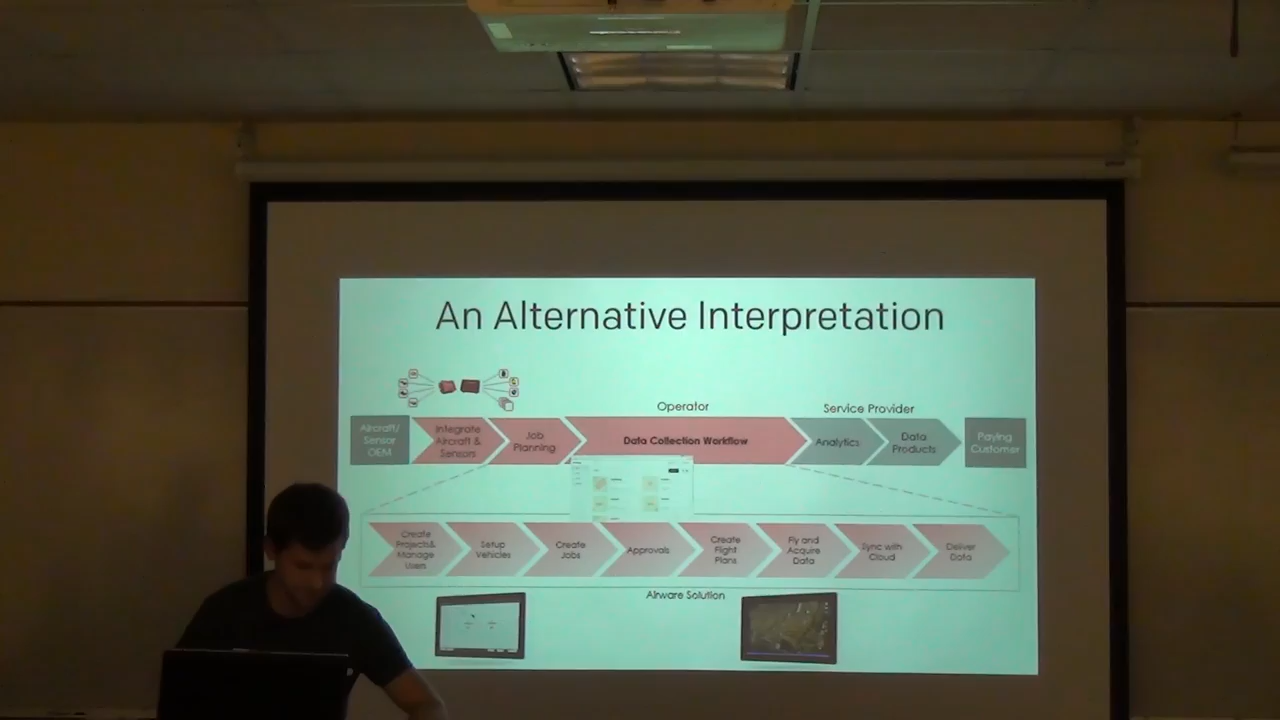 An Alternative Interpretation
Operator
Service Provider
Aircraft/
Sensor
OEM
Integrate
Aircraft &
Sensors
Job
Planning
Data Collection Workflow
Analytics
Data
Products
Paying
Customer
Create
Projects&
Manage
Users
Setup
Vehicles
Create
Jobs
Approvals
Create
Flight
Plans
Fly and
Acquire
Data
Sync with
Cloud
Deliver
Data
Airware Solution